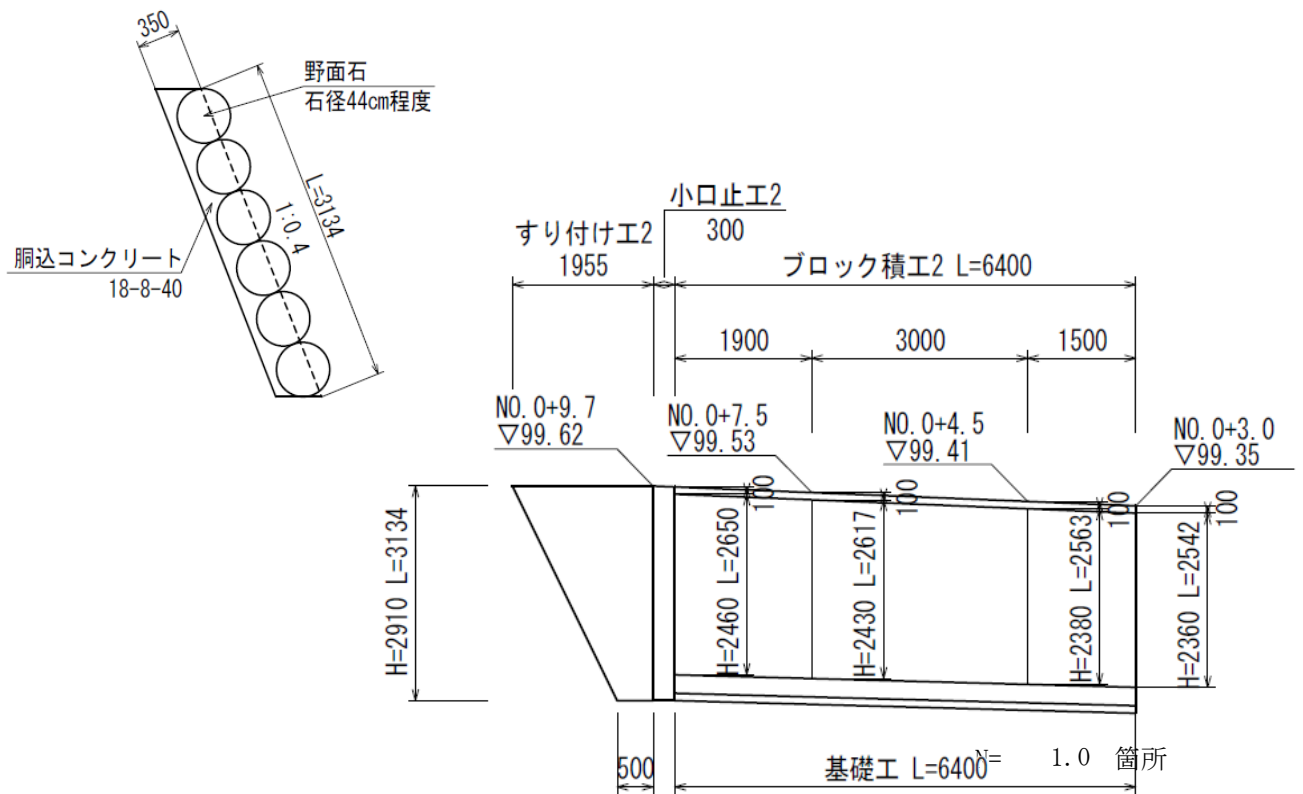 350
野面石
石径44cm程度
L=3134
1:0.4
胴込コンクリート
18-8-40
小口止工2
300
すり付け工2
1955
ブロック積工2 L=6400
1900
3000
1500
NO.0+9.7
▽99.62
NO.0+7.5
▽99.53
NO.0+4.5
▽99.41
NO.0+3.0
▽99.35
100
100
100
100
H=2910 L=3134
H=2460 L=2650
H=2430 L=2617
H=2380 L=2563
H=2360 L=2542
500
基礎工 L=6400
N= 1.0 箇所